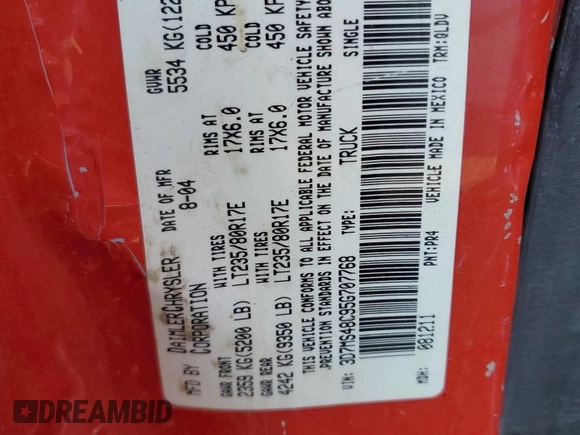 MFD BY DAIMLERCHRYSLER CORPORATION
DATE OF MFR 8-04
GVWR 5534 KG(122
GAWR FRONT WITH TIRES RIMS AT COLD
2355 KG(5200 LB) LT235/80R17E 17X6.0 450 KP
GAWR REAR WITH TIRES RIMS AT COLD
4242 KG(9350 LB) LT235/80R17E 17X6.0 450 KP
THIS VEHICLE CONFORMS TO ALL APPLICABLE FEDERAL MOTOR VEHICLE SAFETY
PREVENTION STANDARDS IN EFFECT ON THE DATE OF MANUFACTURE SHOWN ABO
VIN: 3D7MS48C95G707768 TRUCK SINGLE
VEHICLE MADE IN MEXICO
MDH: 081211 PNT:PR4 TRM:QLDV
DREAMBID